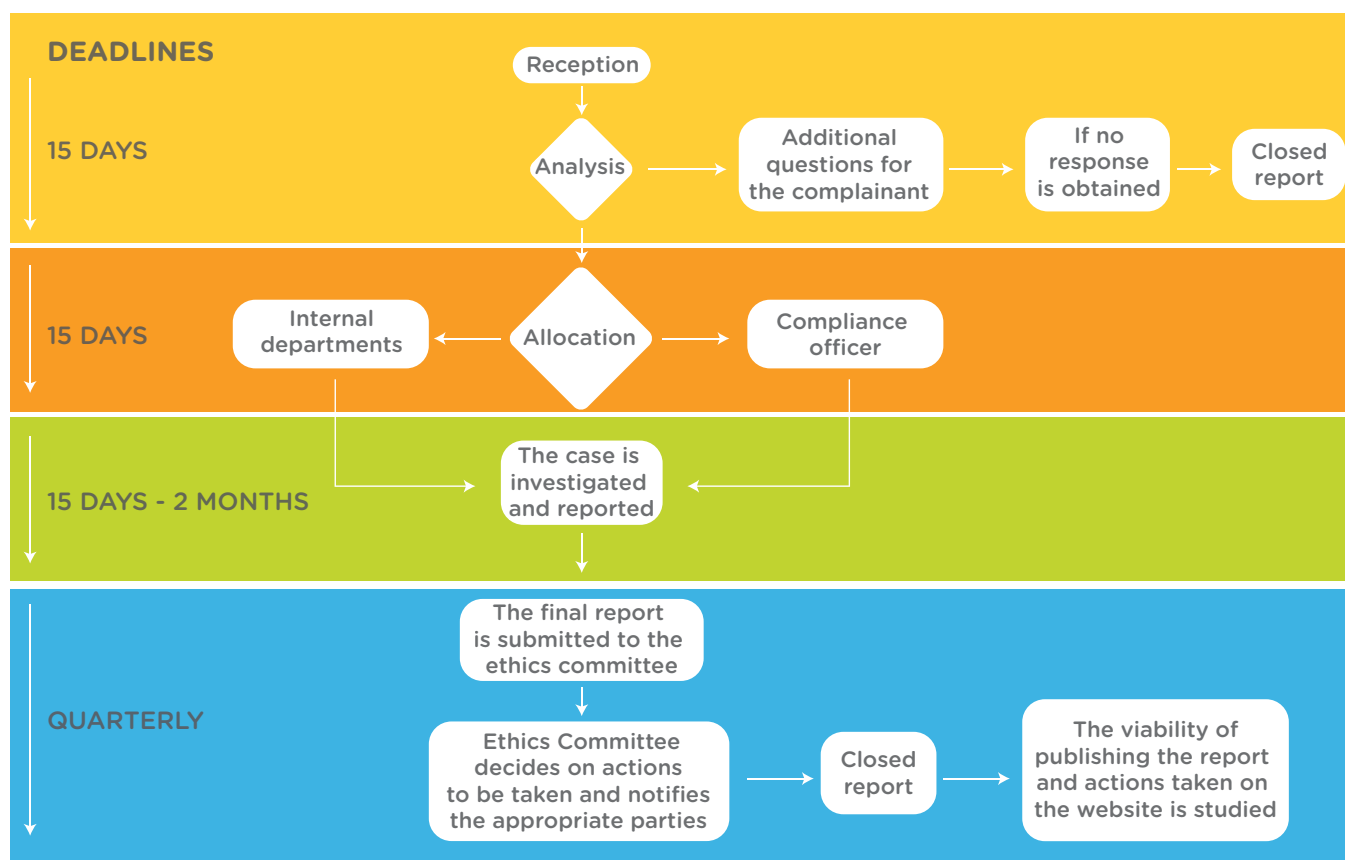 DEADLINES
Reception
15 DAYS
Analysis
Additional
questions for
the complainant
If no
response
is obtained
Closed
report
15 DAYS
Internal
departments
Allocation
Compliance
officer
15 DAYS - 2 MONTHS
The case is
investigated
and reported
QUARTERLY
The final report
is submitted to the
ethics committee
Ethics Committee
decides on actions
to be taken and notifies
the appropriate parties
Closed
report
The viability of
publishing the report
and actions taken on
the website is studied